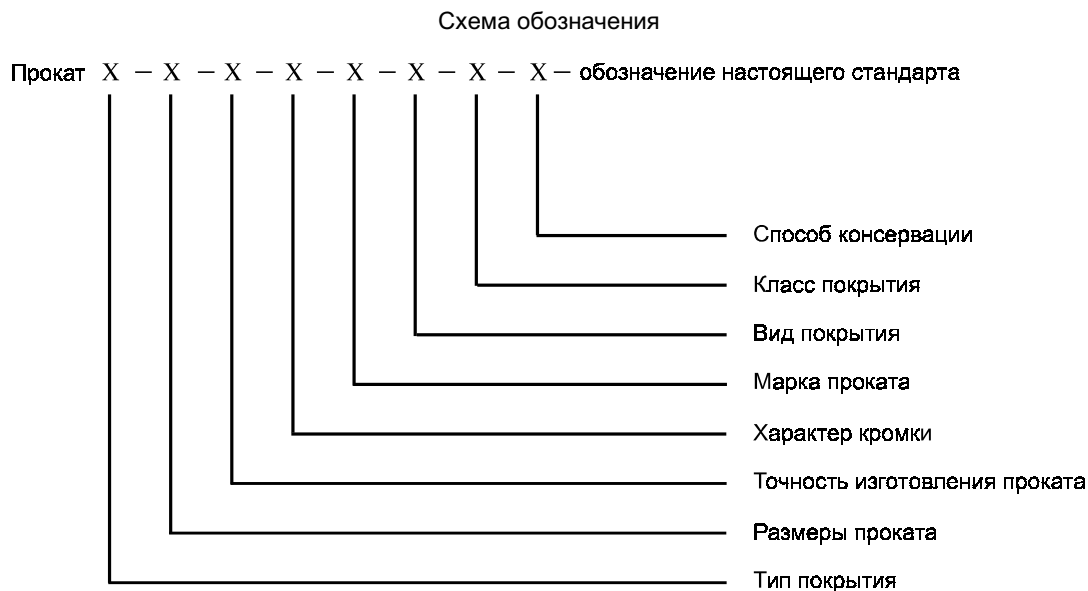 Схема обозначения
Прокат X – X – X – X – X – X – X – X – обозначение настоящего стандарта
Способ консервации
Класс покрытия
Вид покрытия
Марка проката
Характер кромки
Точность изготовления проката
Размеры проката
Тип покрытия